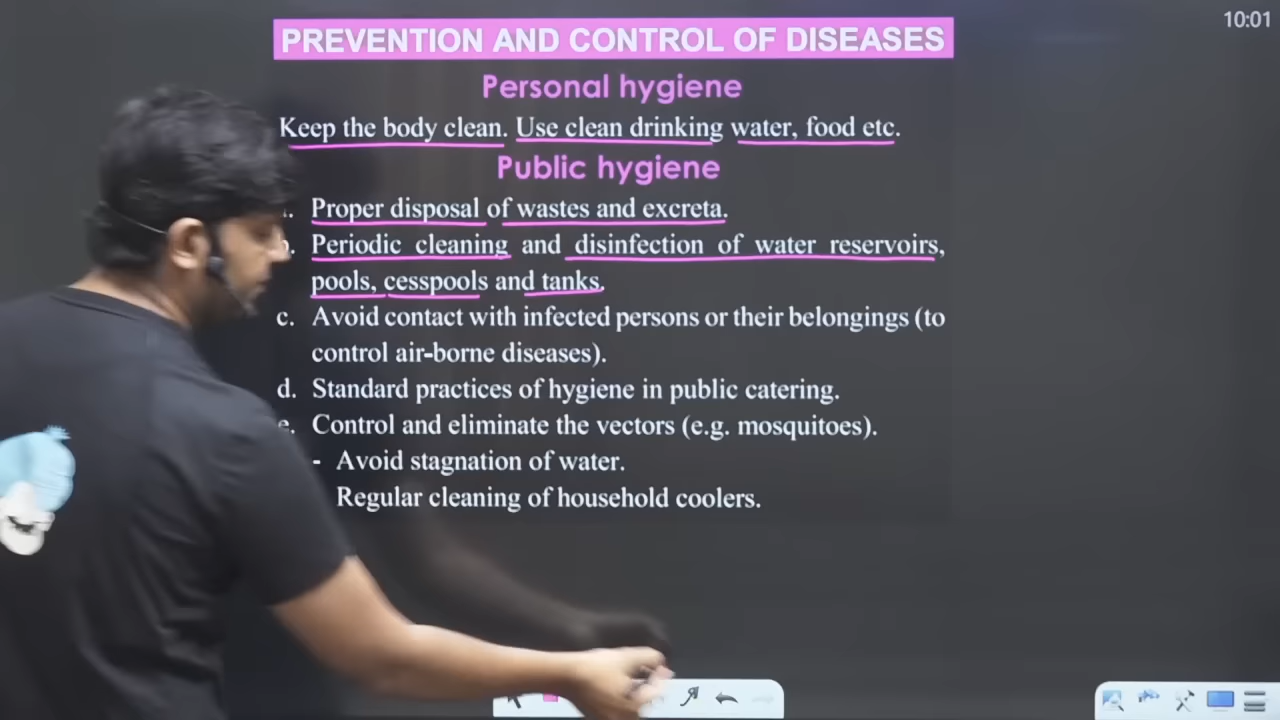 10:01
PREVENTION AND CONTROL OF DISEASES
Personal hygiene
Keep the body clean. Use clean drinking water, food etc.
Public hygiene
Proper disposal of wastes and excreta.
Periodic cleaning and disinfection of water reservoirs,
pools, cesspools and tanks.
c. Avoid contact with infected persons or their belongings (to
control air-borne diseases).
d. Standard practices of hygiene in public catering.
e. Control and eliminate the vectors (e.g. mosquitoes).
- Avoid stagnation of water.
Regular cleaning of household coolers.